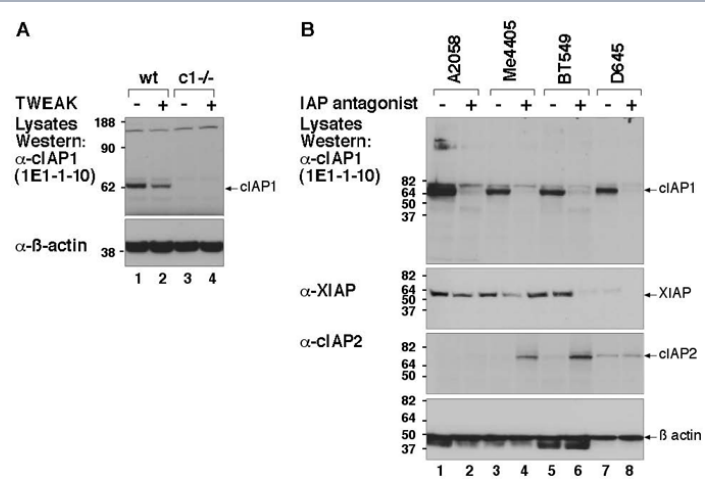 A
wt c1-/-
TWEAK - + - +
Lysates
Western:
α-cIAP1
(1E1-1-10)
188
90
62
cIAP1
α-ß-actin
38
1 2 3 4
B
A2058 Me4405 BT549 D645
IAP antagonist - + - + - + - +
Lysates
Western:
α-cIAP1
(1E1-1-10)
82
64
50
37
cIAP1
α-XIAP
82
64
50
37
XIAP
α-cIAP2
82
64
50
cIAP2
82
64
50
37
ß actin
1 2 3 4 5 6 7 8